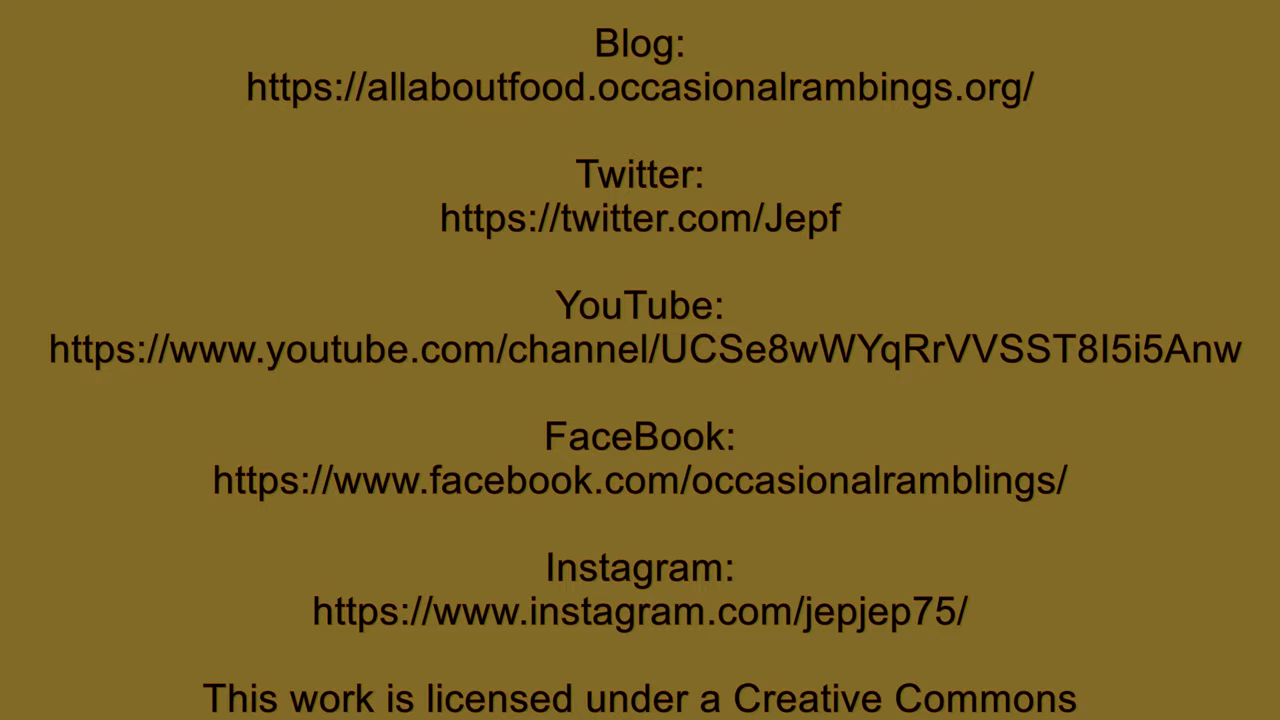 Blog:
https://allaboutfood.occasionalrambings.org/
Twitter:
https://twitter.com/Jepf
YouTube:
https://www.youtube.com/channel/UCSe8wWYqRrVVSST8I5i5Anw
FaceBook:
https://www.facebook.com/occasionalramblings/
Instagram:
https://www.instagram.com/jepjep75/
This work is licensed under a Creative Commons